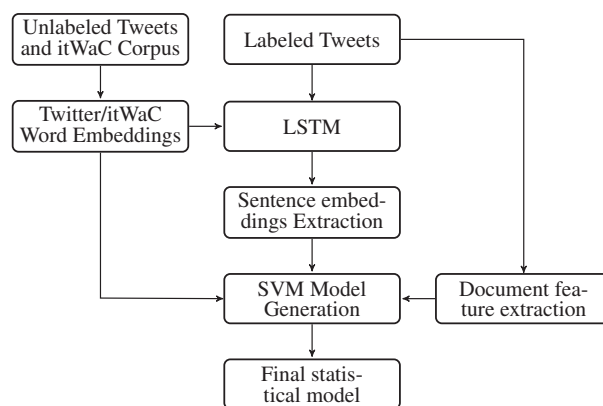 Unlabeled Tweets
and itWaC Corpus
Labeled Tweets
Twitter/itWaC
Word Embeddings
LSTM
Sentence embed-
dings Extraction
SVM Model
Generation
Document fea-
ture extraction
Final statis-
tical model